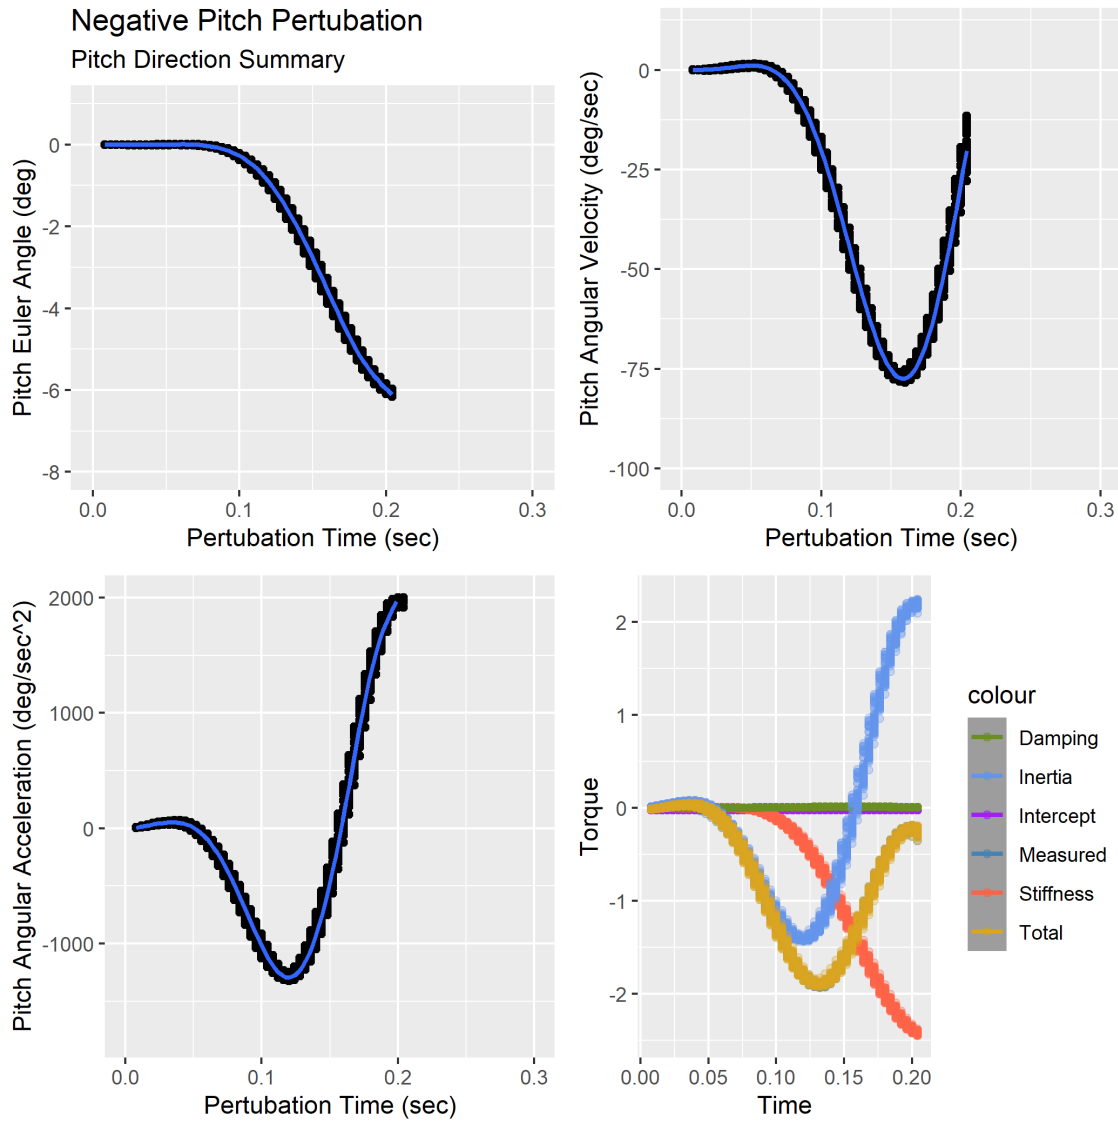 Negative Pitch Pertubation
Pitch Direction Summary
Pitch Euler Angle (deg)
0
-2
-4
-6
-8
0.0
0.1
0.2
0.3
Pertubation Time (sec)
Pitch Angular Velocity (deg/sec)
0
-25
-50
-75
-100
0.0
0.1
0.2
0.3
Pertubation Time (sec)
Pitch Angular Acceleration (deg/sec^2)
2000
1000
0
-1000
0.0
0.1
0.2
0.3
Pertubation Time (sec)
Torque
2
1
0
-1
-2
0.00
0.05
0.10
0.15
0.20
Time
colour
Damping
Inertia
Intercept
Measured
Stiffness
Total